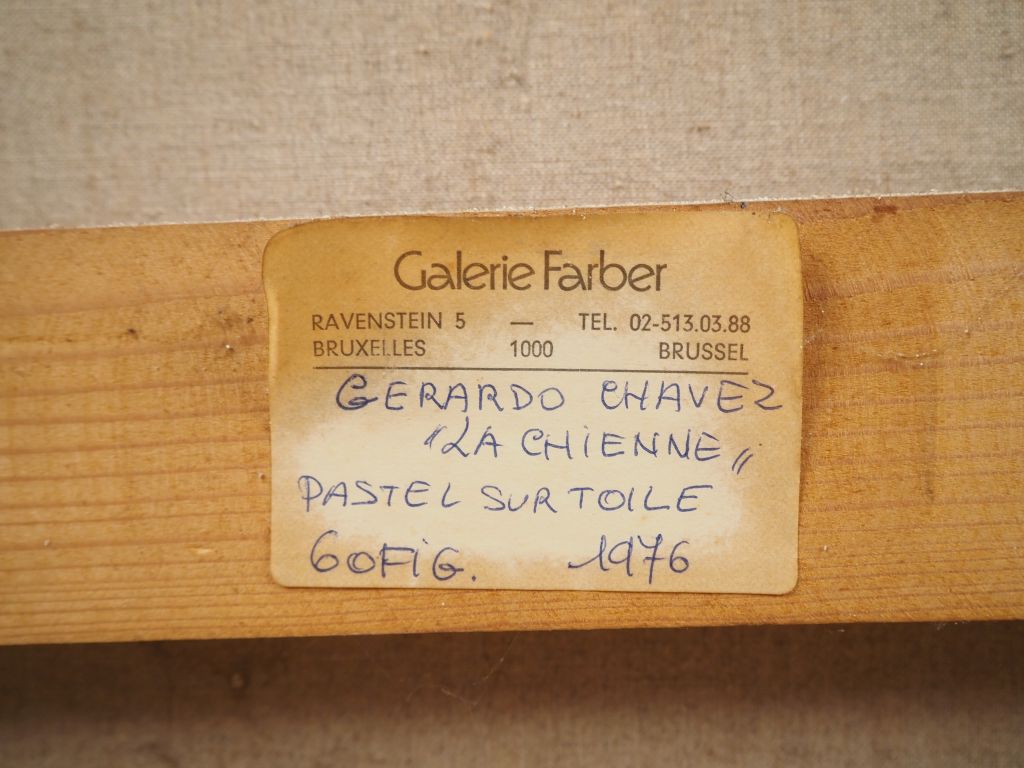 Galerie Farber
RAVENSTEIN 5 — TEL. 02-513.03.88
BRUXELLES 1000 BRUSSEL
GERARDO CHAVEZ
"LA CHIENNE„
PASTEL SUR TOILE
60FiG. 1976